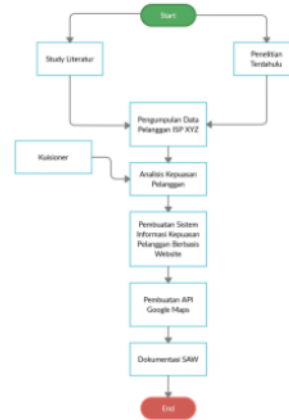 Start
Study Literatur
Penelitian
Terdahulu
Pengumpulan Data
Pelanggan ISP XYZ
Kuisioner
Analisis Kepuasan
Pelanggan
Pembuatan Sistem
Informasi Kepuasan
Pelanggan Berbasis
Website
Pembuatan API
Google Maps
Dokumentasi SAW
End